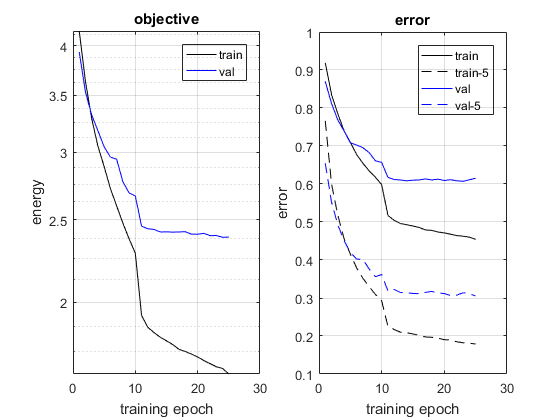 objective
4
3.5
3
2.5
2
0
10
20
30
energy
training epoch
train
val
error
1
0.9
0.8
0.7
0.6
0.5
0.4
0.3
0.2
0.1
0
10
20
30
error
training epoch
train
train-5
val
val-5